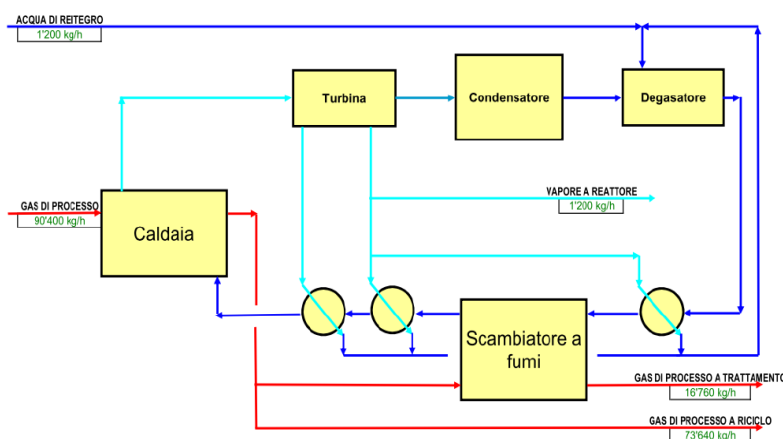 ACQUA DI REITEGRO
1'200 kg/h
Turbina
Condensatore
Degasatore
VAPORE A REATTORE
1'200 kg/h
GAS DI PROCESSO
90'400 kg/h
Caldaia
Scambiatore a
fumi
GAS DI PROCESSO A TRATTAMENTO
16'760 kg/h
GAS DI PROCESSO A RICICLO
73'640 kg/h